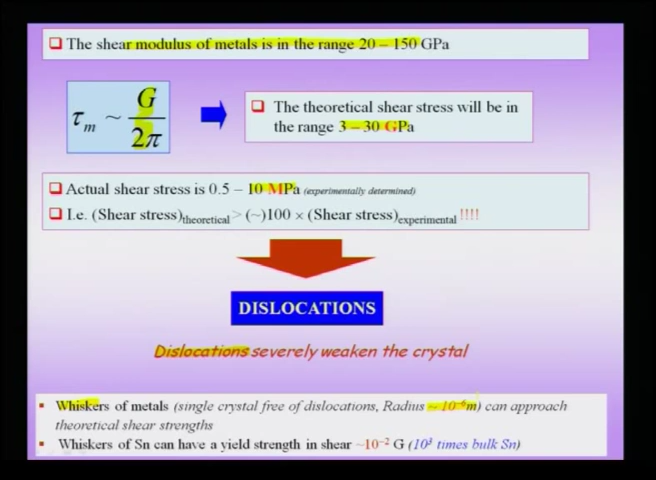 The shear modulus of metals is in the range 20 – 150 GPa
τm ~ G / 2π
The theoretical shear stress will be in
the range 3 – 30 GPa
Actual shear stress is 0.5 – 10 MPa (experimentally determined)
I.e. (Shear stress)theoretical > (~)100 × (Shear stress)experimental !!!!
DISLOCATIONS
Dislocations severely weaken the crystal
Whiskers of metals (single crystal free of dislocations, Radius ~ 10⁻⁶m) can approach
theoretical shear strengths
Whiskers of Sn can have a yield strength in shear ~10⁻² G (10³ times bulk Sn)